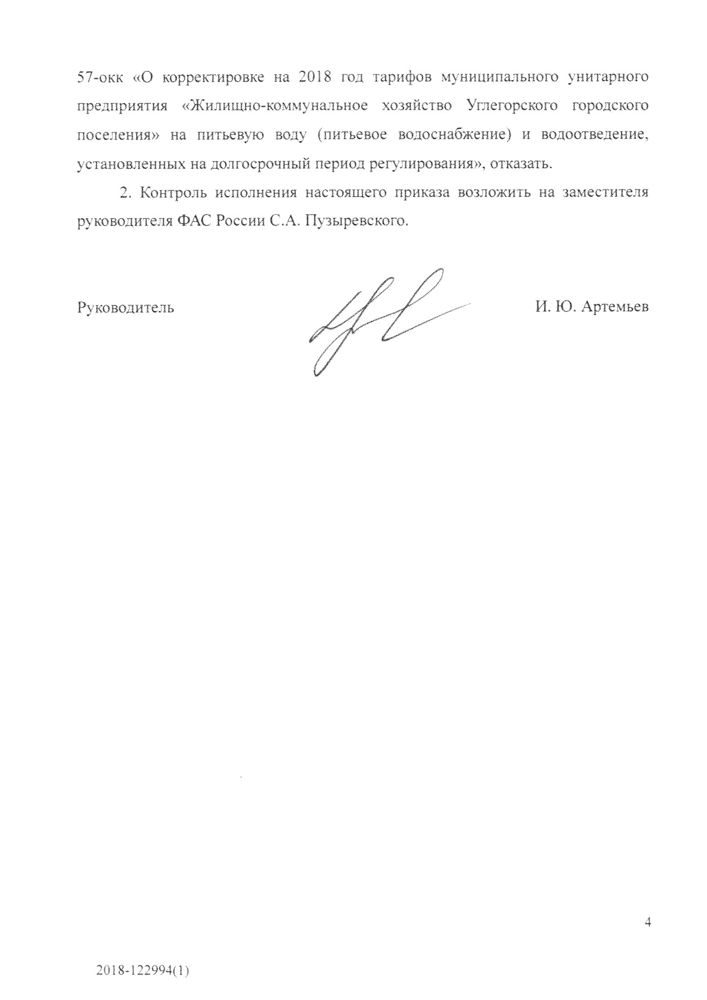 57-окк «О корректировке на 2018 год тарифов муниципального унитарного
предприятия «Жилищно-коммунальное хозяйство Углегорского городского
поселения» на питьевую воду (питьевое водоснабжение) и водоотведение,
установленных на долгосрочный период регулирования», отказать.
2. Контроль исполнения настоящего приказа возложить на заместителя
руководителя ФАС России С.А. Пузыревского.
Руководитель И. Ю. Артемьев
4
2018-122994(1)